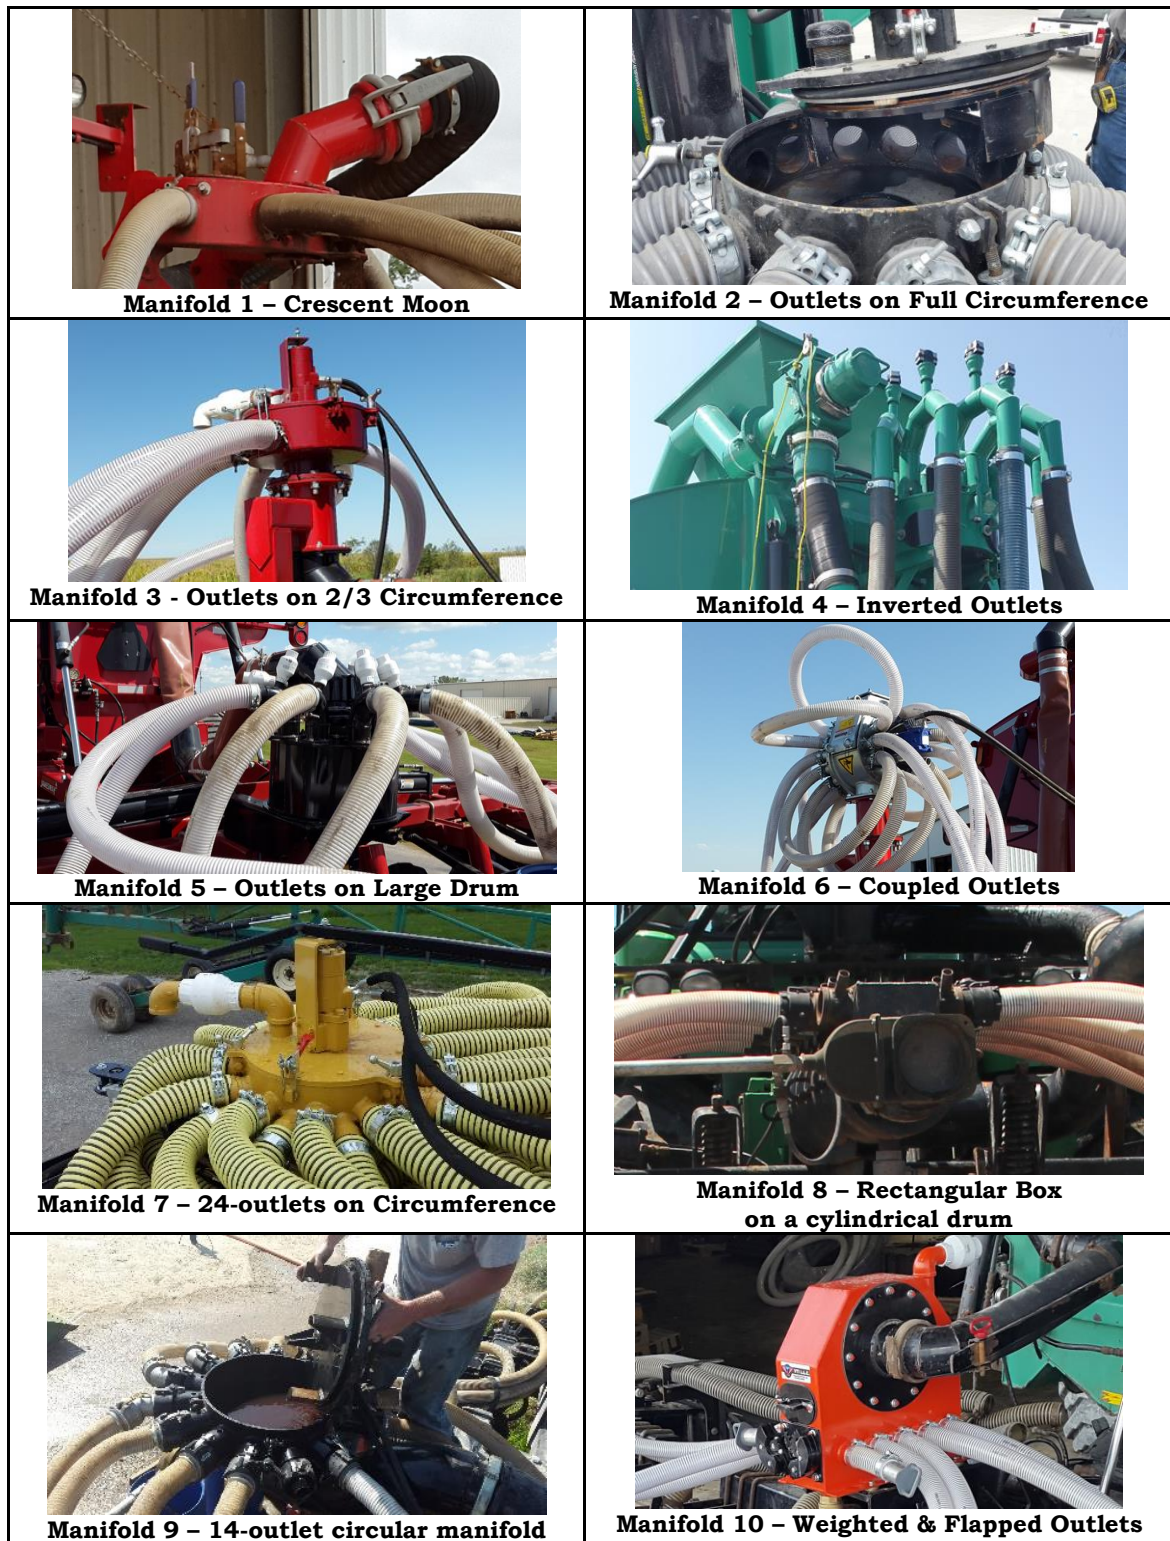 Manifold 1 – Crescent Moon
Manifold 2 – Outlets on Full Circumference
Manifold 3 - Outlets on 2/3 Circumference
Manifold 4 – Inverted Outlets
Manifold 5 – Outlets on Large Drum
Manifold 6 – Coupled Outlets
Manifold 7 – 24-outlets on Circumference
Manifold 8 – Rectangular Box
on a cylindrical drum
Manifold 9 – 14-outlet circular manifold
Manifold 10 – Weighted & Flapped Outlets